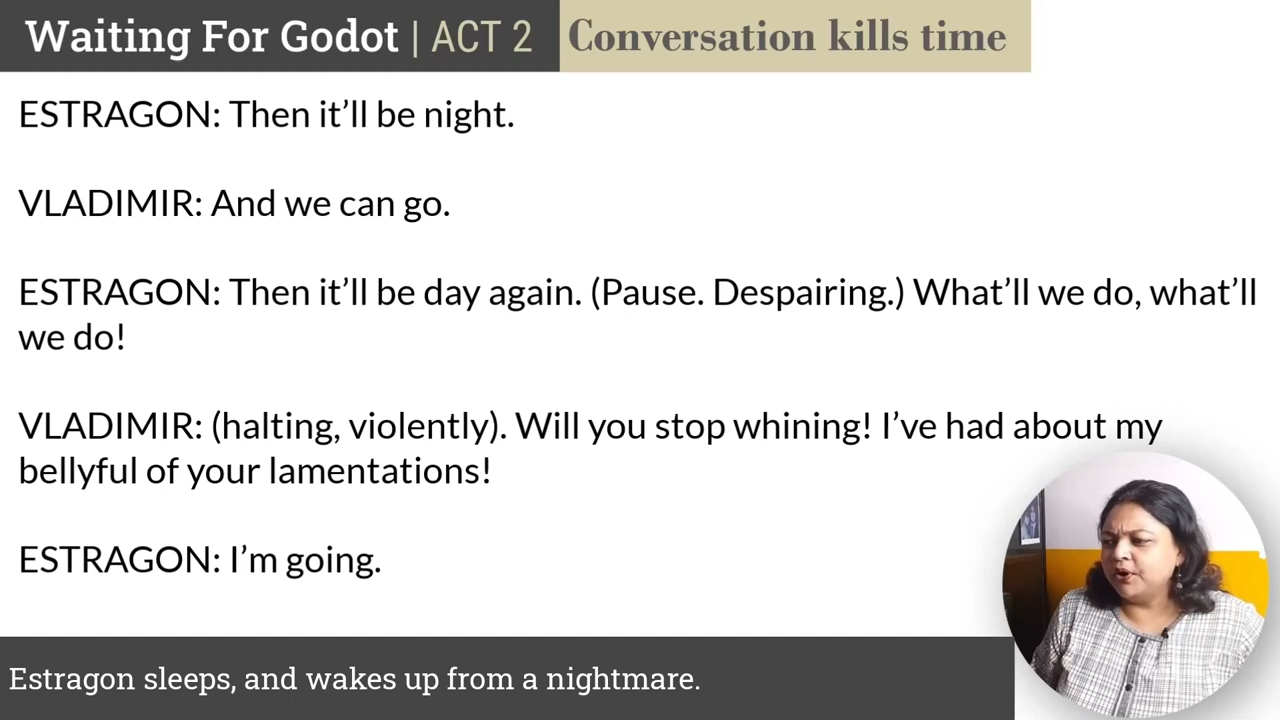 Waiting For Godot | ACT 2 Conversation kills time
ESTRAGON: Then it’ll be night.
VLADIMIR: And we can go.
ESTRAGON: Then it’ll be day again. (Pause. Despairing.) What’ll we do, what’ll
we do!
VLADIMIR: (halting, violently). Will you stop whining! I’ve had about my
bellyful of your lamentations!
ESTRAGON: I’m going.
Estragon sleeps, and wakes up from a nightmare.